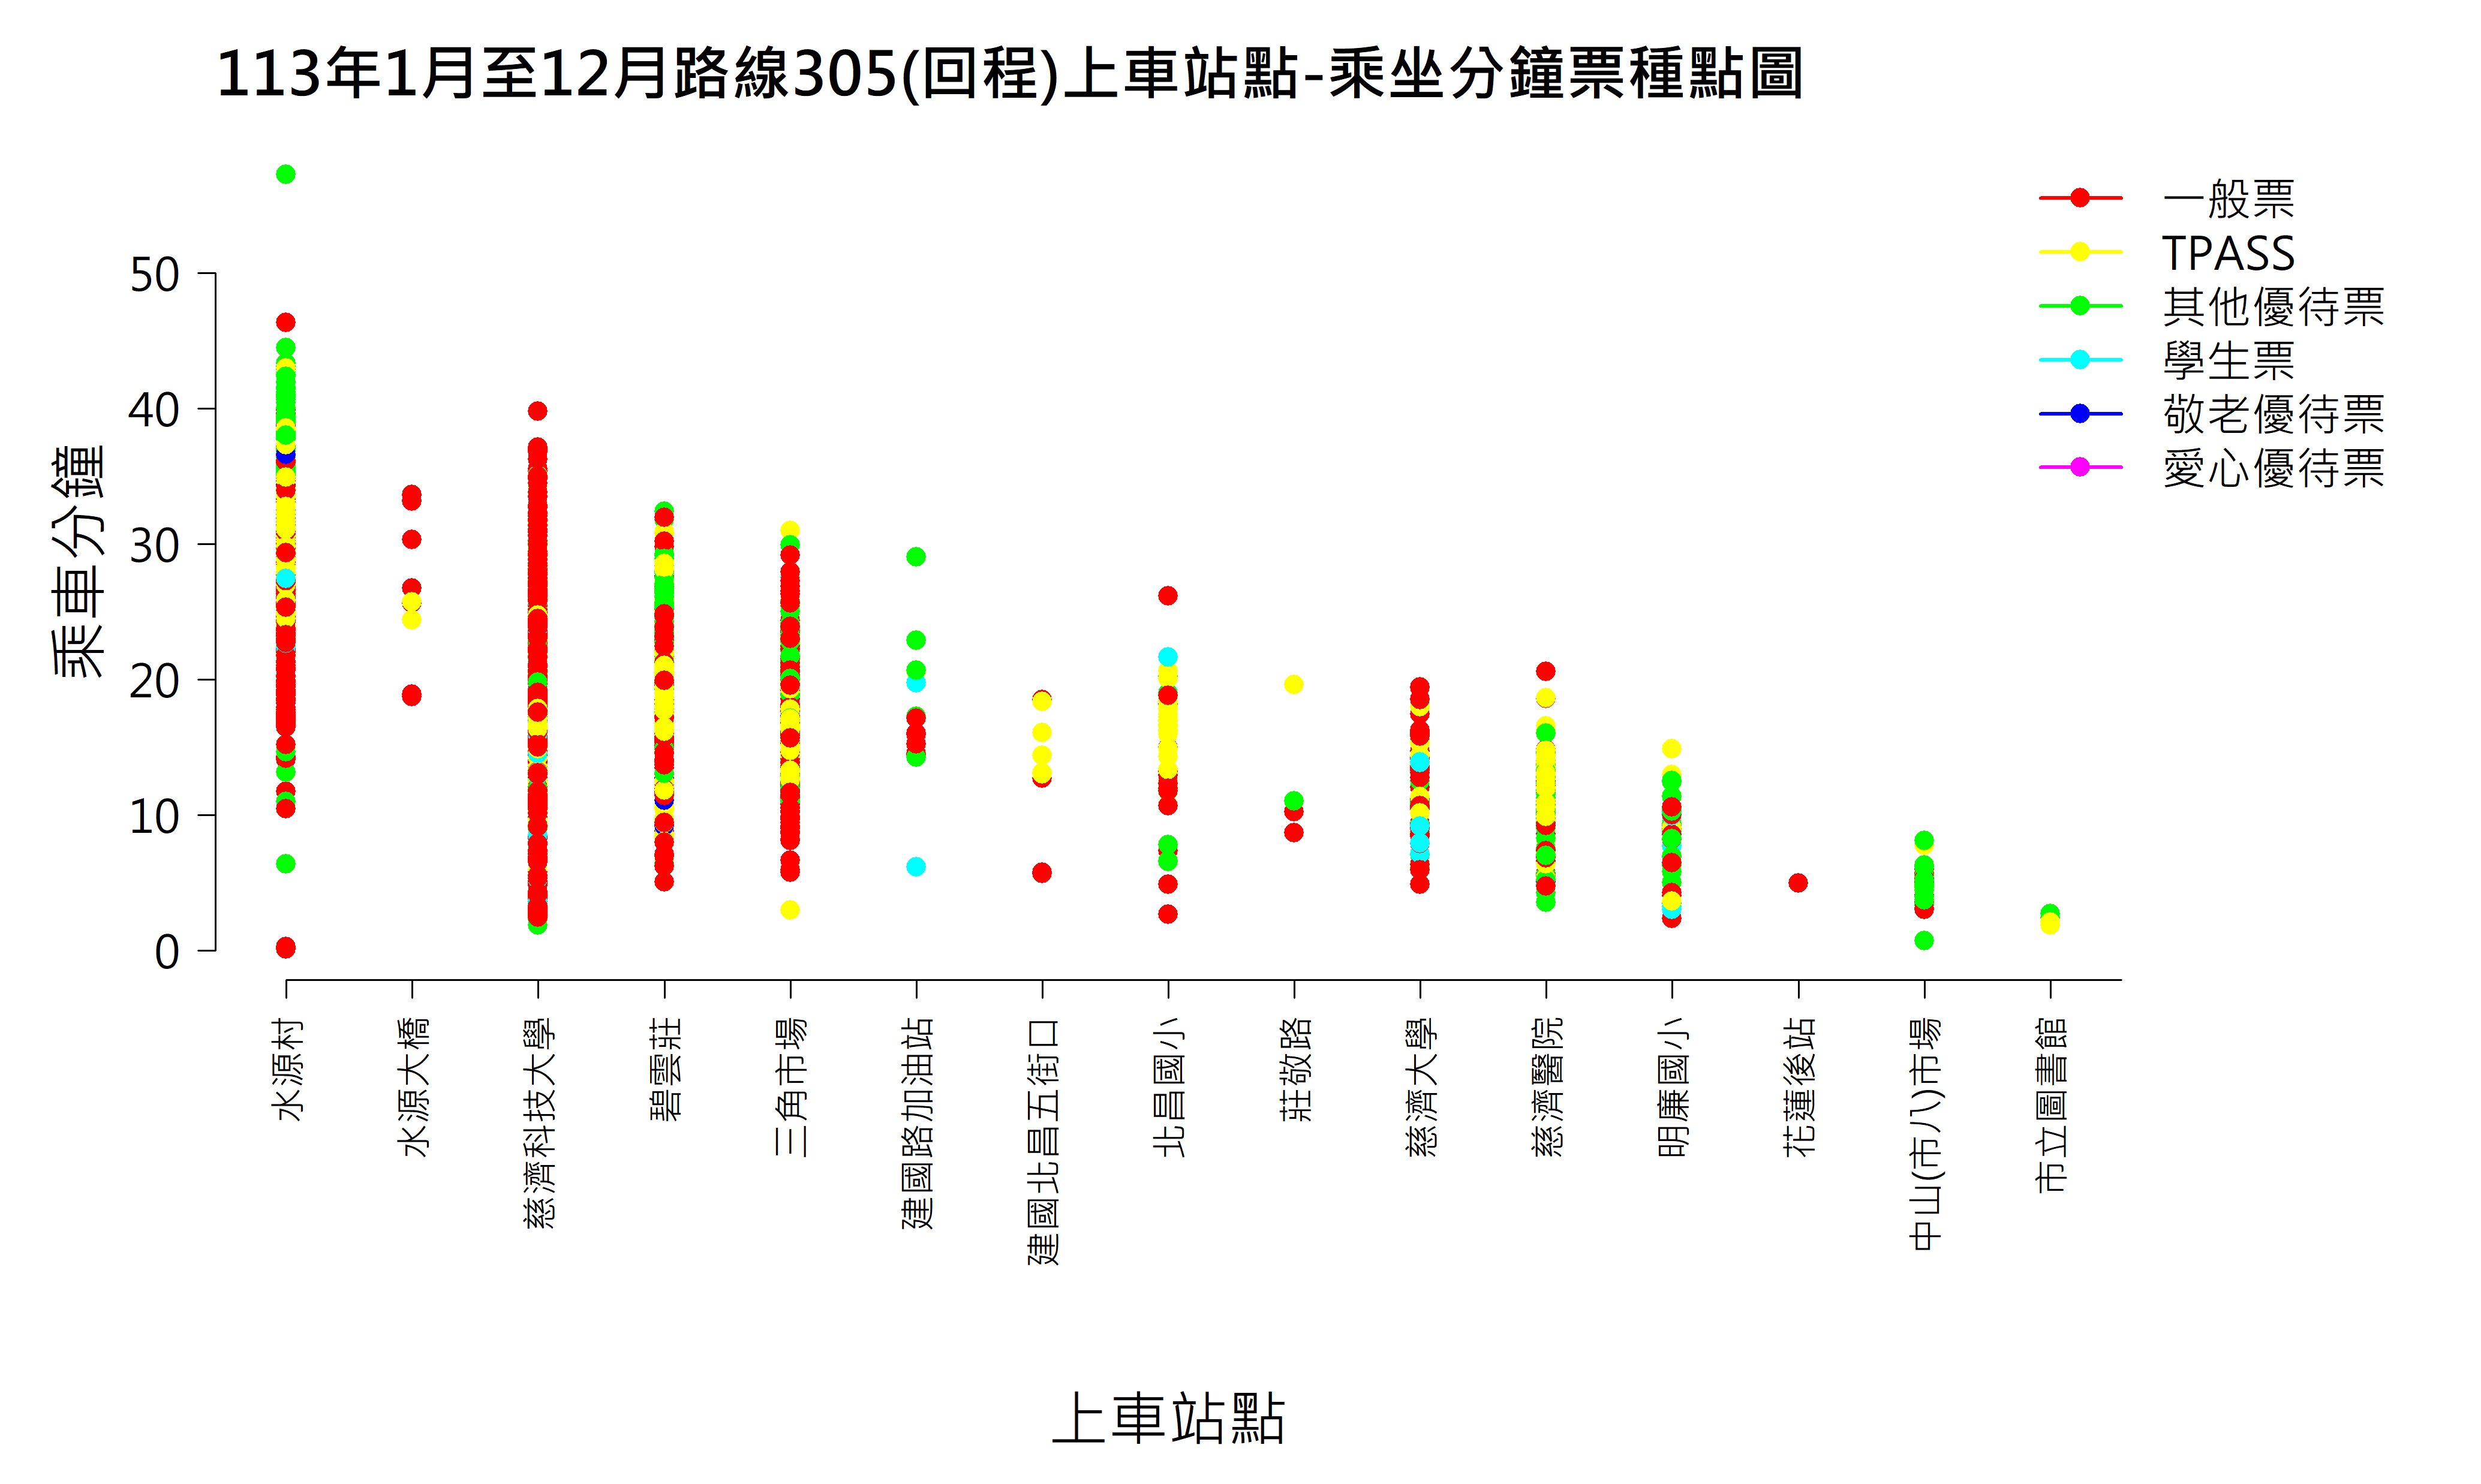 113年1月至12月路線305(回程)上車站點-乘坐分鐘票種點圖
一般票
TPASS
其他優待票
學生票
敬老優待票
愛心優待票
乘車分鐘
50
40
30
20
10
0
水源村
水源大橋
慈濟科技大學
碧雲莊
三角市場
建國路加油站
建國北昌五街口
北昌國小
莊敬路
慈濟大學
慈濟醫院
明廉國小
花蓮後站
中山(市八)市場
市立圖書館
上車站點